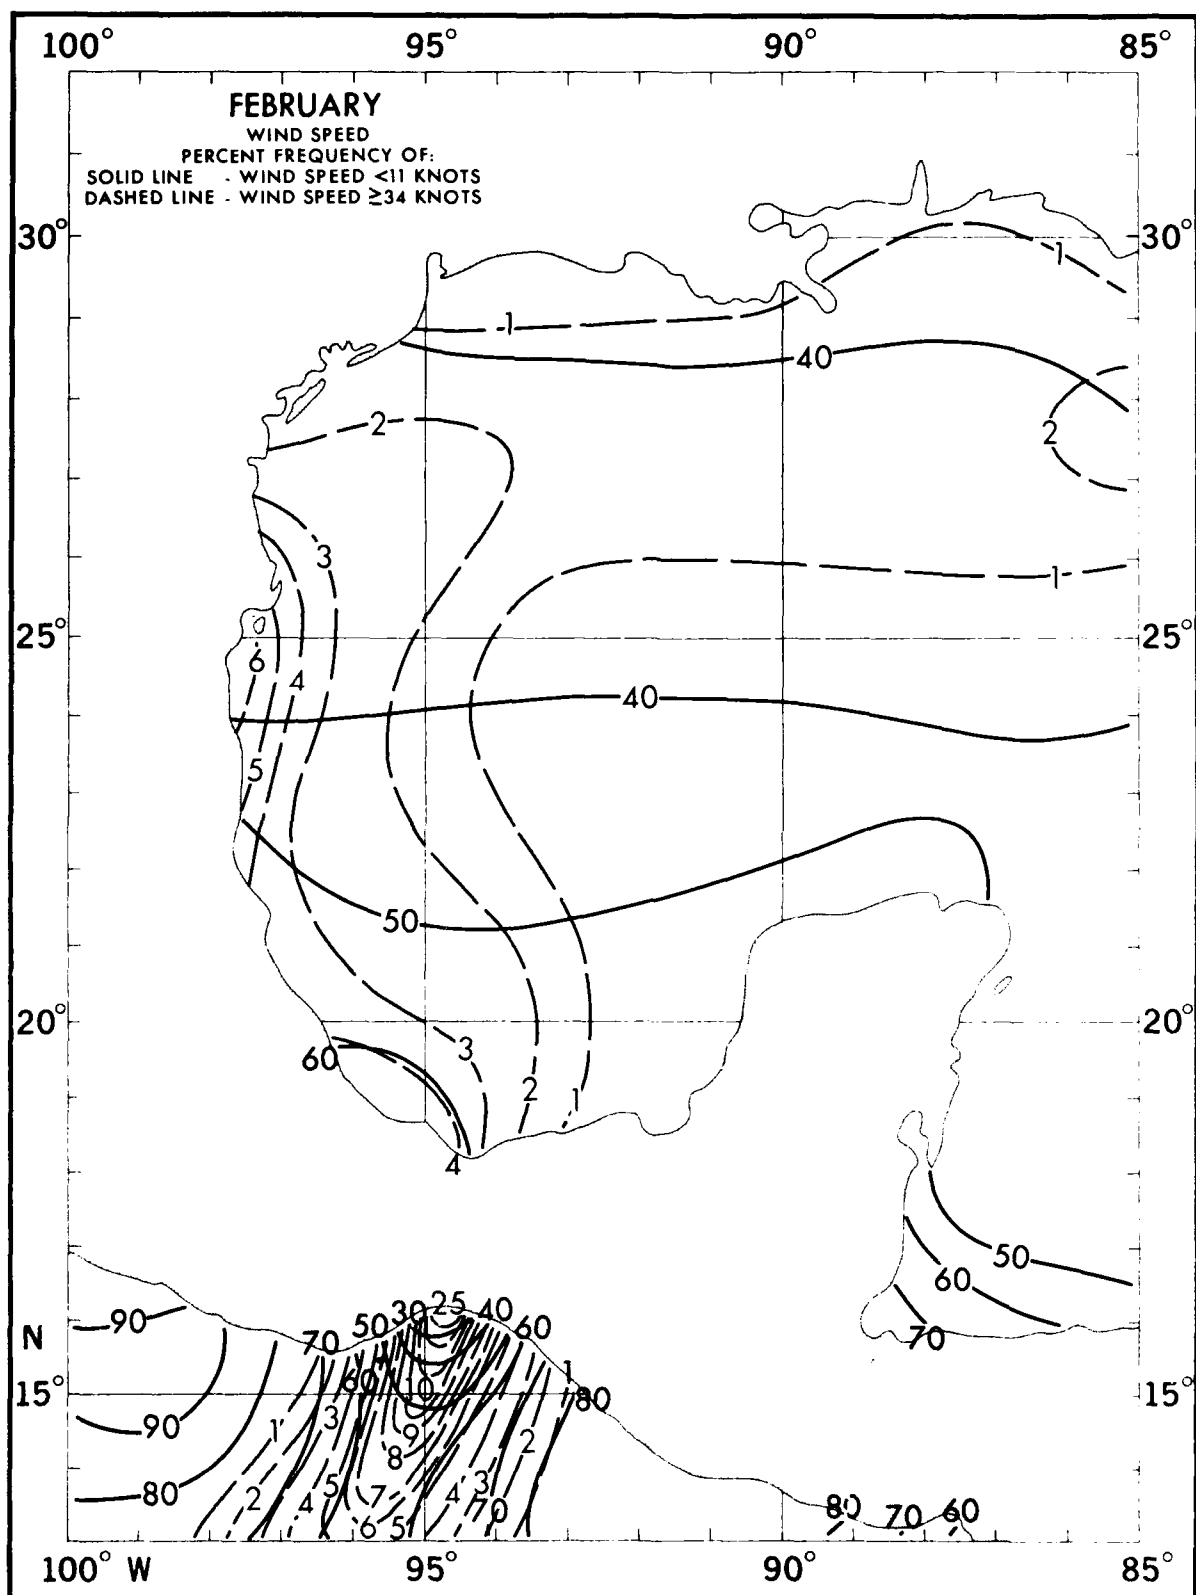 100° 95° 90° 85°
FEBRUARY
WIND SPEED
PERCENT FREQUENCY OF:
SOLID LINE - WIND SPEED <11 KNOTS
DASHED LINE - WIND SPEED ≥34 KNOTS
30° 30°
1
1
40
2 2
3
1
25° 25°
6
4
40
5
50
20° 20°
3
60
2 1
4
50
60
25
30 40
90 50 60
N 70 70
1
60 10 80
15° 15°
3
90 1 9 2
8
5 3
80 2 4 7 4 70
6 5
80 70 60
100° W 95° 90° 85°